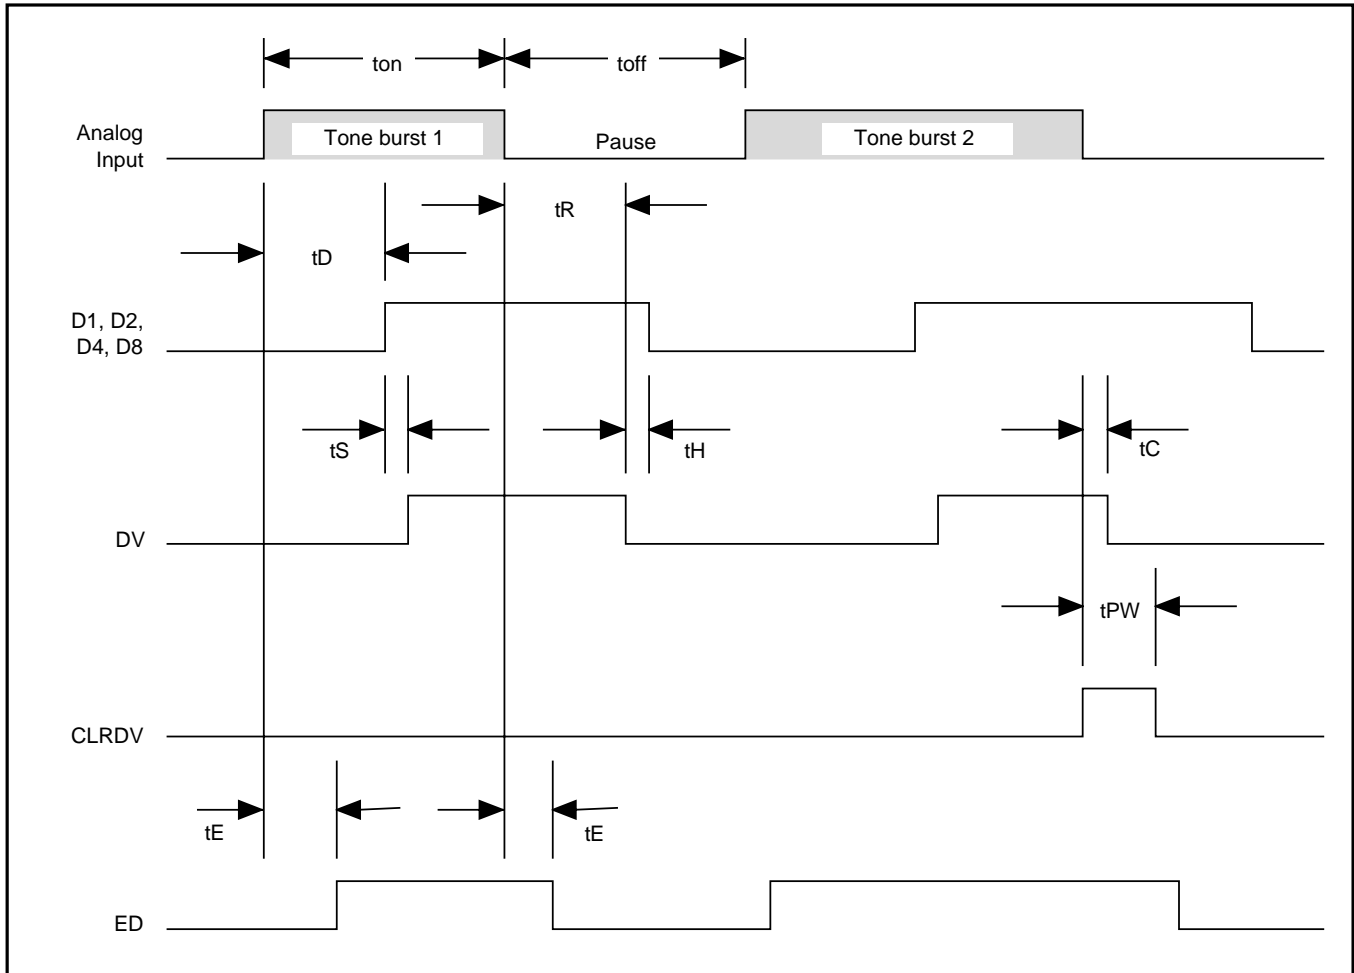 ton
toff
Analog
Input
Tone burst 1
Pause
Tone burst 2
tR
tD
D1, D2,
D4, D8
tS
tH
tC
DV
tPW
CLRDV
tE
tE
ED